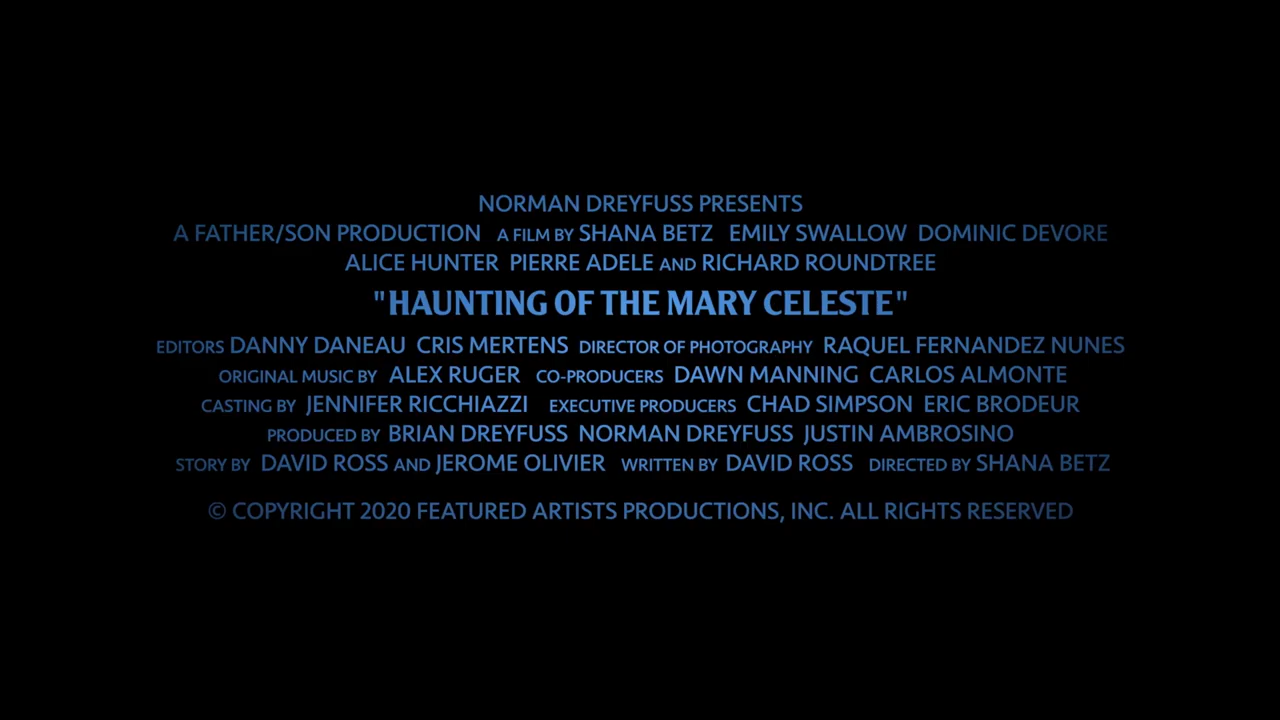 NORMAN DREYFUSS PRESENTS
A FATHER/SON PRODUCTION A FILM BY SHANA BETZ EMILY SWALLOW DOMINIC DEVORE
ALICE HUNTER PIERRE ADELE AND RICHARD ROUNDTREE
"HAUNTING OF THE MARY CELESTE"
EDITORS DANNY DANEAU CRIS MERTENS DIRECTOR OF PHOTOGRAPHY RAQUEL FERNANDEZ NUNES
ORIGINAL MUSIC BY ALEX RUGER CO-PRODUCERS DAWN MANNING CARLOS ALMONTE
CASTING BY JENNIFER RICCHIAZZI EXECUTIVE PRODUCERS CHAD SIMPSON ERIC BRODEUR
PRODUCED BY BRIAN DREYFUSS NORMAN DREYFUSS JUSTIN AMBROSINO
STORY BY DAVID ROSS AND JEROME OLIVIER WRITTEN BY DAVID ROSS DIRECTED BY SHANA BETZ
© COPYRIGHT 2020 FEATURED ARTISTS PRODUCTIONS, INC. ALL RIGHTS RESERVED